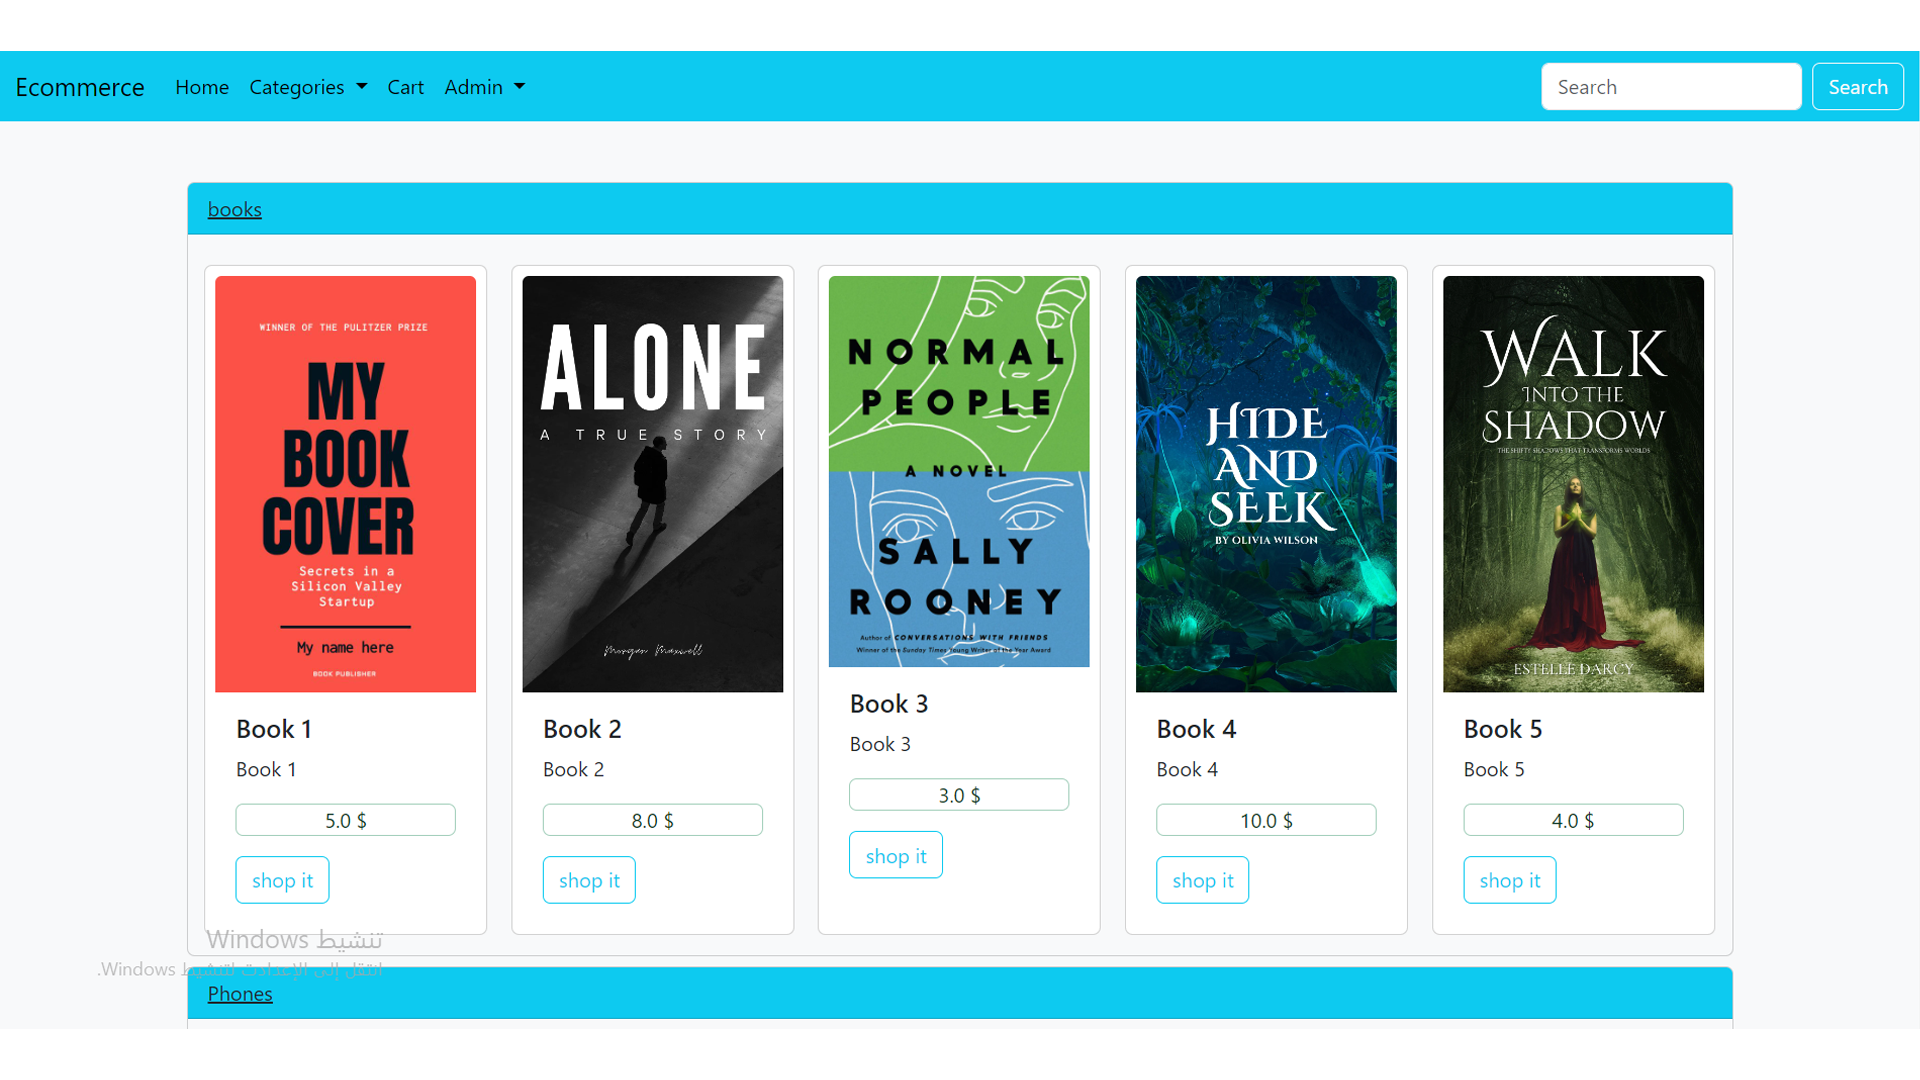 Ecommerce Home Categories Cart Admin Search Search
books
WINNER OF THE PULITZER PRIZE
MY
BOOK
COVER
Secrets in a
Silicon Valley
Startup
My name here
BOOK PUBLISHER
Book 1
Book 1
5.0 $
shop it
ALONE
A TRUE STORY
Morgan Maxwell
Book 2
Book 2
8.0 $
shop it
NORMAL
PEOPLE
A NOVEL
SALLY
ROONEY
Author of CONVERSATIONS WITH FRIENDS
Winner of the Sunday Times Young Writer of the Year Award
Book 3
Book 3
3.0 $
shop it
HIDE
AND
SEEK
BY OLIVIA WILSON
Book 4
Book 4
10.0 $
shop it
WALK
INTO THE
SHADOW
THE SHIFTY SHADOWS THAT TRANSFORMS WORLDS
ESTELLE DARCY
Book 5
Book 5
4.0 $
shop it
تنشيط Windows
انتقل إلى الإعدادت لتنشيط Windows.
Phones